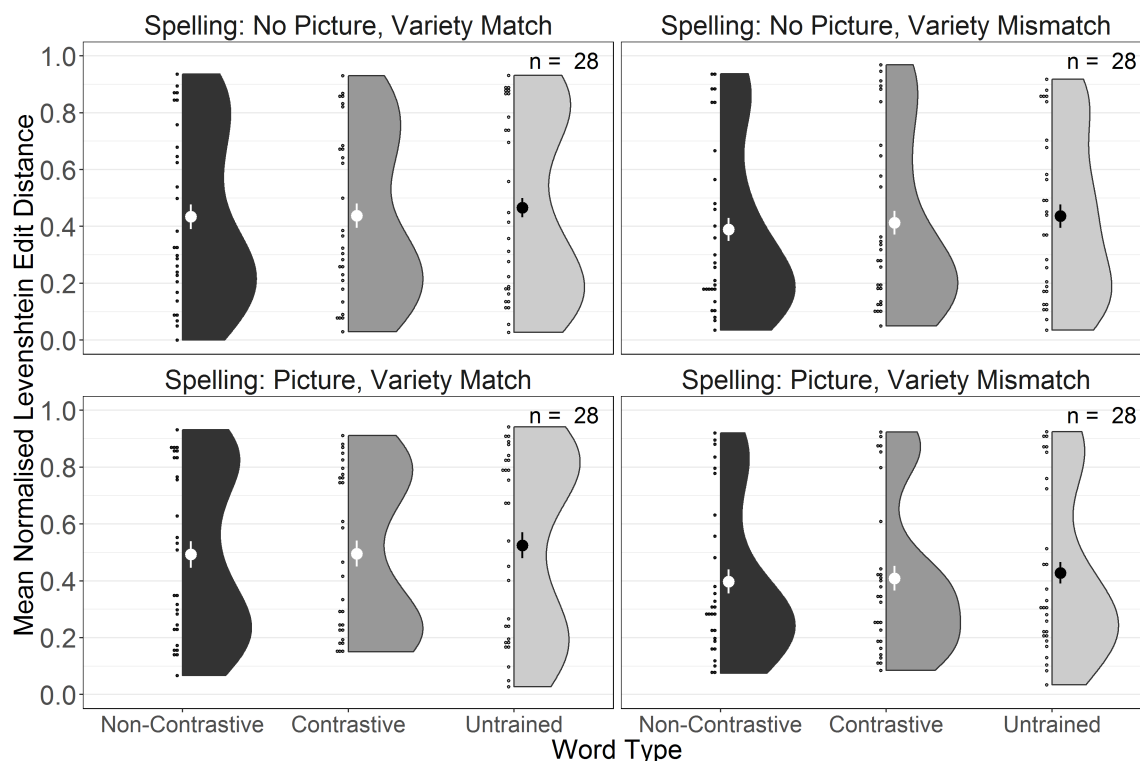 Spelling: No Picture, Variety Match
Spelling: No Picture, Variety Mismatch
Mean Normalised Levenshtein Edit Distance
1.0
0.8
0.6
0.4
0.2
0.0
n = 28
n = 28
Spelling: Picture, Variety Match
Spelling: Picture, Variety Mismatch
1.0
0.8
0.6
0.4
0.2
0.0
n = 28
n = 28
Non-Contrastive Contrastive Untrained
Non-Contrastive Contrastive Untrained
Word Type